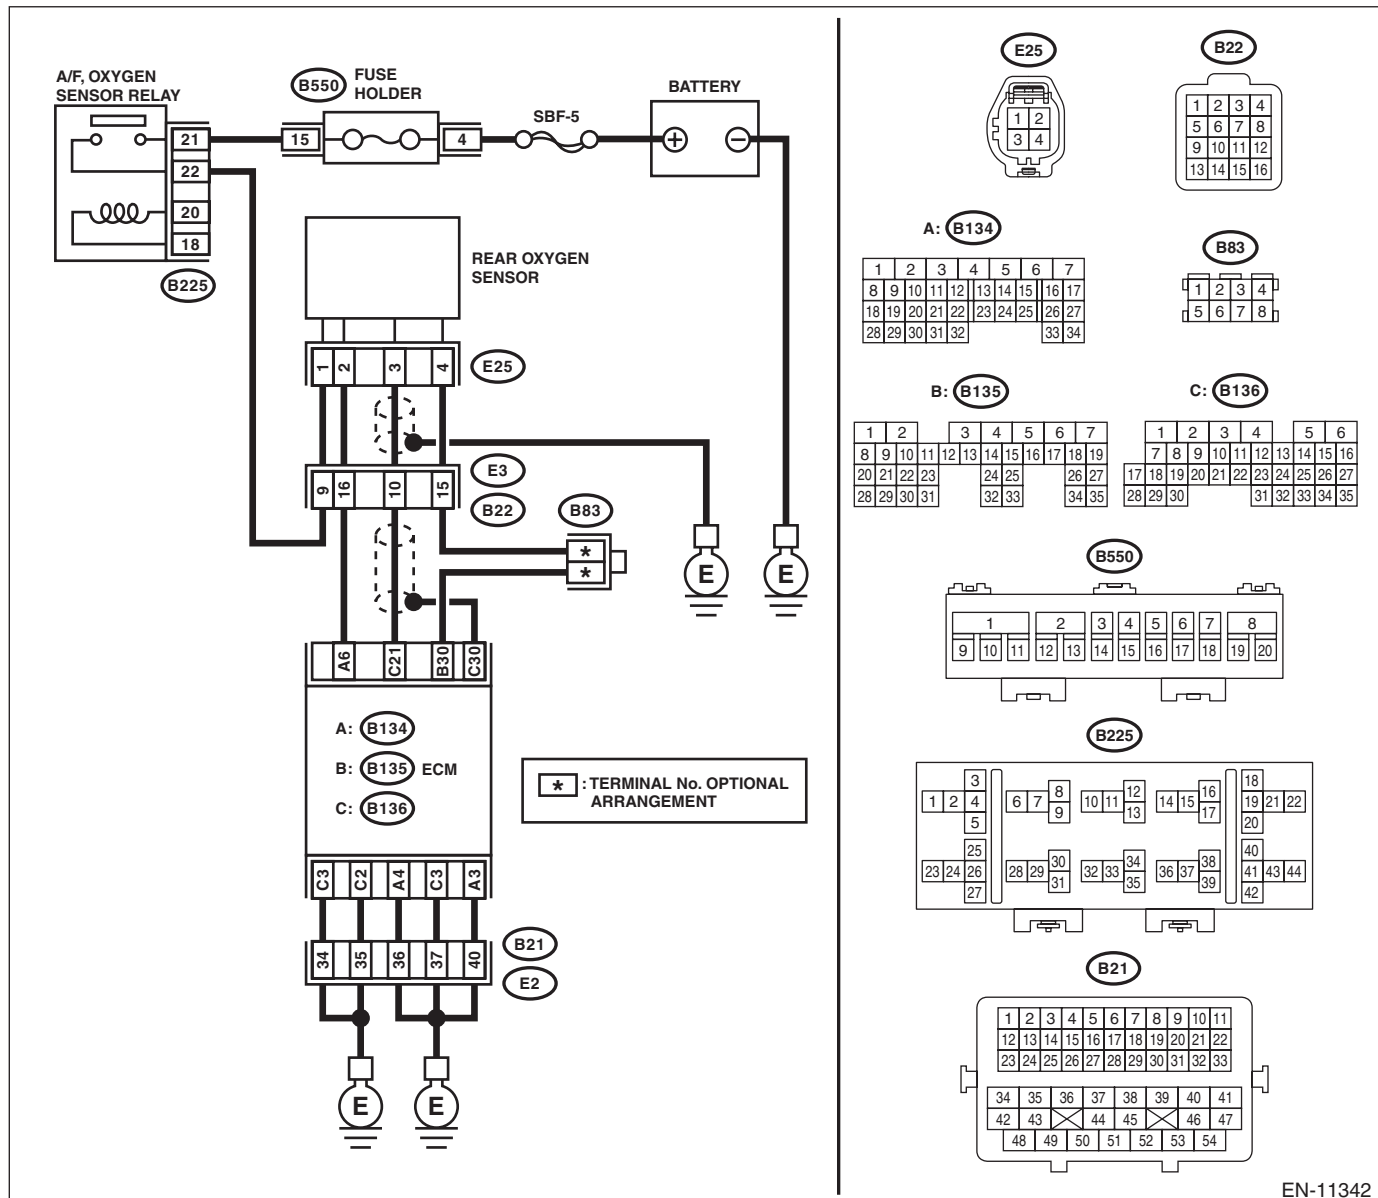 A/F, OXYGEN
SENSOR RELAY
B550
FUSE
HOLDER
SBF-5
BATTERY
21
15
4
+
−
22
20
18
B225
REAR OXYGEN
SENSOR
1 2 3 4
E25
E3
9 16 10 15
B22
B83
*
*
E E
A6 C21 B30 C30
A: B134
B: B135 ECM
C: B136
* : TERMINAL No. OPTIONAL
ARRANGEMENT
C3 C2 A4 C3 A3
B21
34 35 36 37 40
E2
E E
E25
1 2
3 4
B22
1 2 3 4
5 6 7 8
9 10 11 12
13 14 15 16
A: B134
1 2 3 4 5 6 7
8 9 10 11 12 13 14 15 16 17
18 19 20 21 22 23 24 25 26 27
28 29 30 31 32 33 34
B83
1 2 3 4
5 6 7 8
B: B135
1 2 3 4 5 6 7
8 9 10 11 12 13 14 15 16 17 18 19
20 21 22 23 24 25 26 27
28 29 30 31 32 33 34 35
C: B136
1 2 3 4 5 6
7 8 9 10 11 12 13 14 15 16
17 18 19 20 21 22 23 24 25 26 27
28 29 30 31 32 33 34 35
B550
1 2 3 4 5 6 7 8
9 10 11 12 13 14 15 16 17 18 19 20
B225
3 8 12 16 18
1 2 4 6 7 10 11 14 15 19 21 22
5 9 13 17 20
25 30 34 38 40
23 24 26 28 29 32 33 36 37 41 43 44
27 31 35 39 42
B21
1 2 3 4 5 6 7 8 9 10 11
12 13 14 15 16 17 18 19 20 21 22
23 24 25 26 27 28 29 30 31 32 33
34 35 36 37 38 39 40 41
42 43 44 45 46 47
48 49 50 51 52 53 54
EN-11342